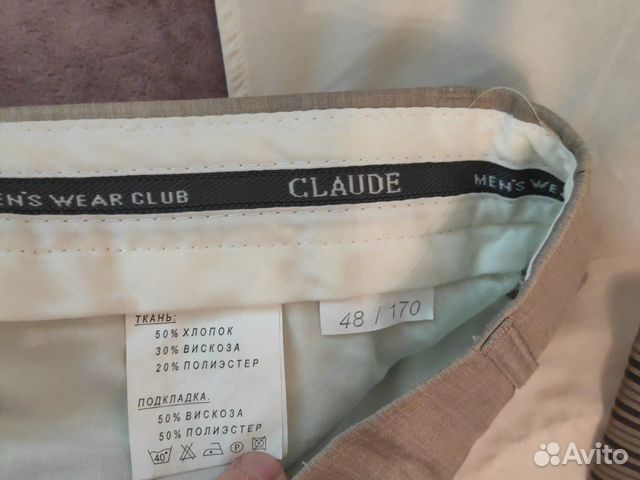 EN'S WEAR CLUB CLAUDE MEN'S WE
ТКАНЬ:
50% ХЛОПОК
30% ВИСКОЗА
20% ПОЛИЭСТЕР
ПОДКЛАДКА.
50% ВИСКОЗА
50% ПОЛИЭСТЕР
40° P
48 / 170
Avito